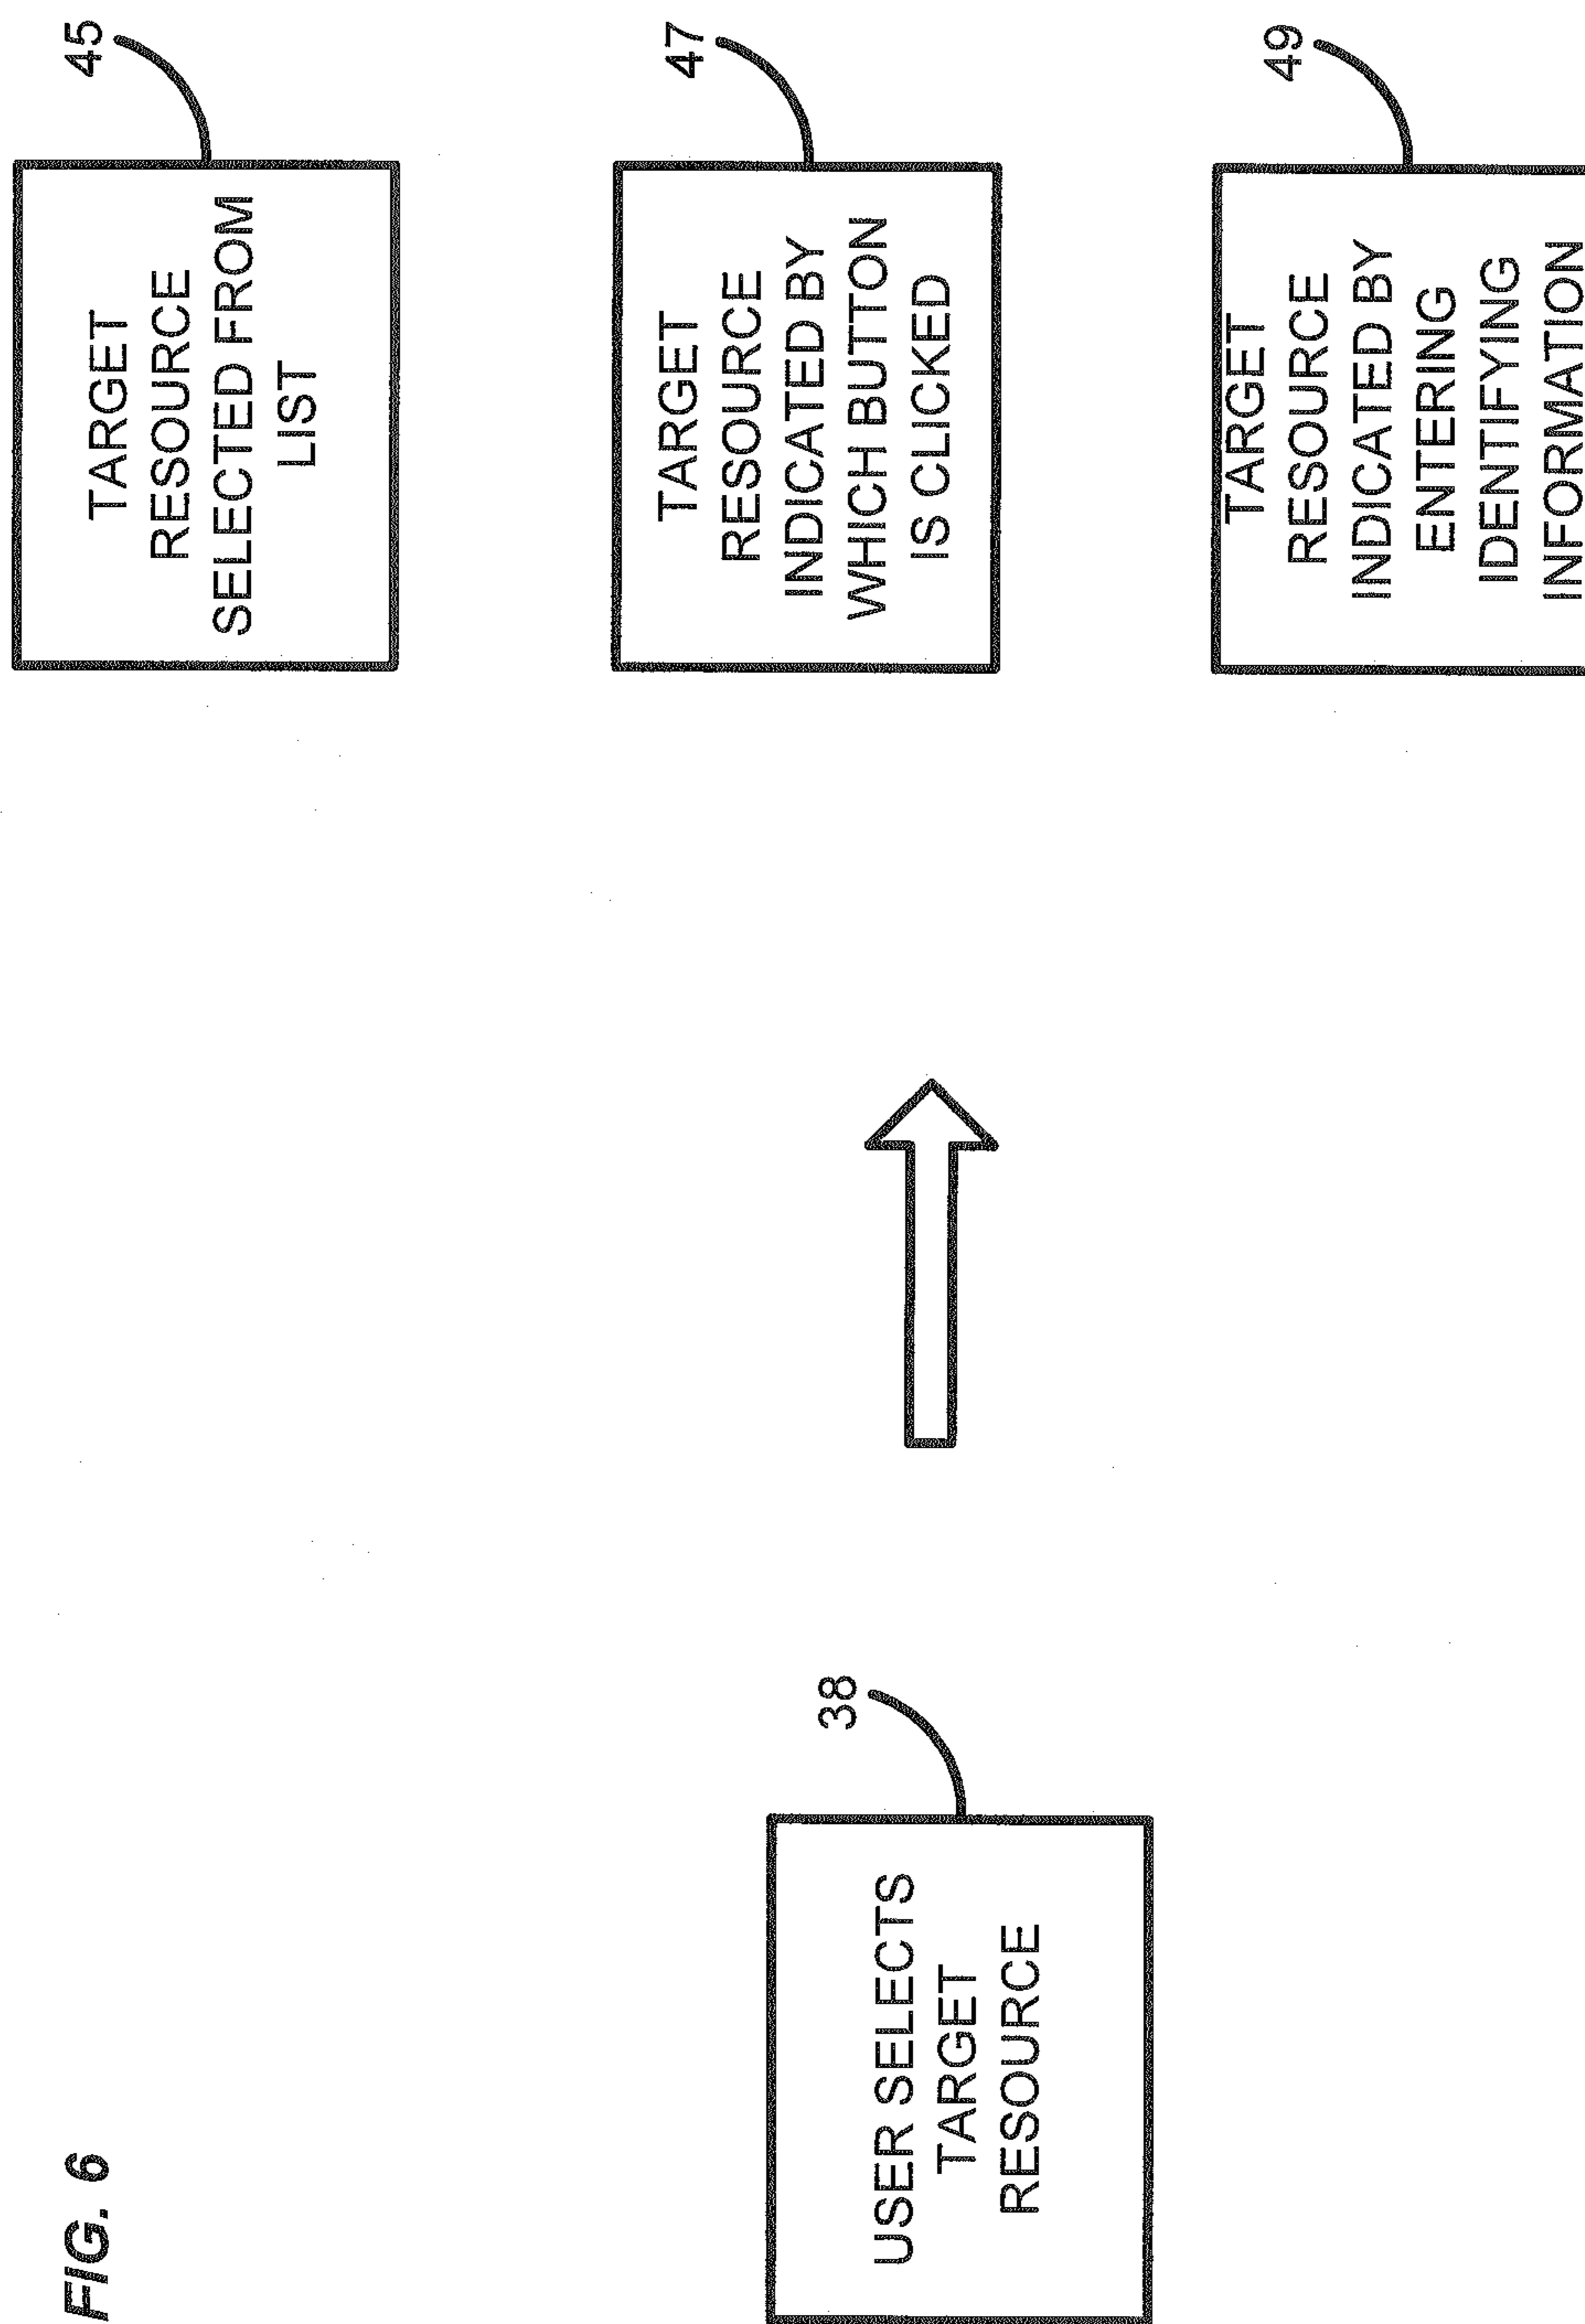 FIG. 6
USER SELECTS
TARGET
RESOURCE
38
TARGET
RESOURCE
SELECTED FROM
LIST
45
TARGET
RESOURCE
INDICATED BY
WHICH BUTTON
IS CLICKED
47
TARGET
RESOURCE
INDICATED BY
ENTERING
IDENTIFYING
INFORMATION
49